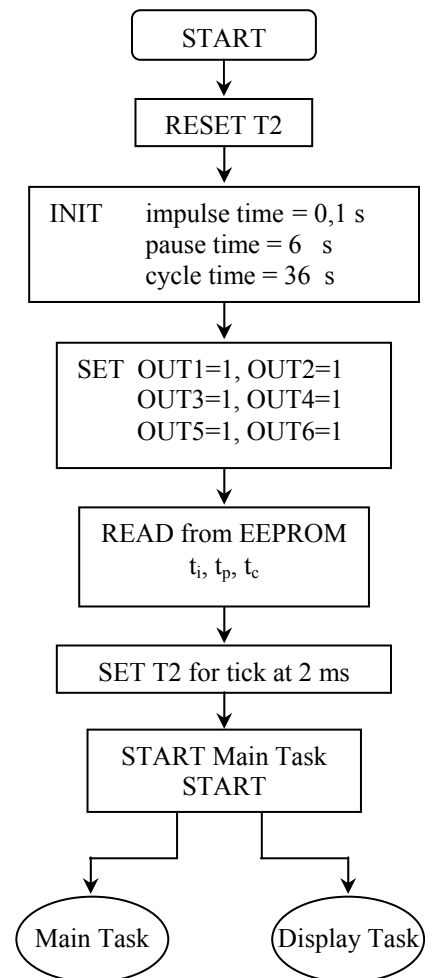 START
RESET T2
INIT impulse time = 0,1 s
pause time = 6 s
cycle time = 36 s
SET OUT1=1, OUT2=1
OUT3=1, OUT4=1
OUT5=1, OUT6=1
READ from EEPROM
ti, tp, tc
SET T2 for tick at 2 ms
START Main Task
START
Main Task
Display Task